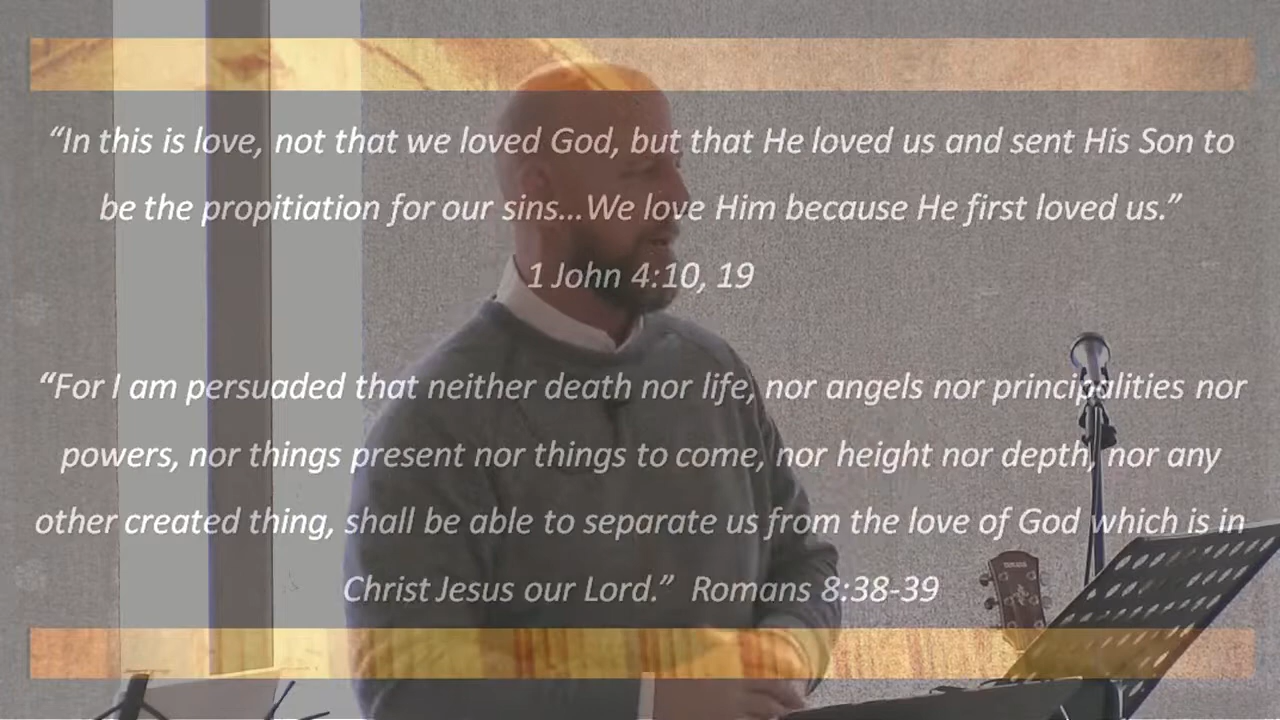 “In this is love, not that we loved God, but that He loved us and sent His Son to
be the propitiation for our sins...We love Him because He first loved us.”
1 John 4:10, 19
“For I am persuaded that neither death nor life, nor angels nor principalities nor
powers, nor things present nor things to come, nor height nor depth, nor any
other created thing, shall be able to separate us from the love of God which is in
Christ Jesus our Lord.” Romans 8:38-39